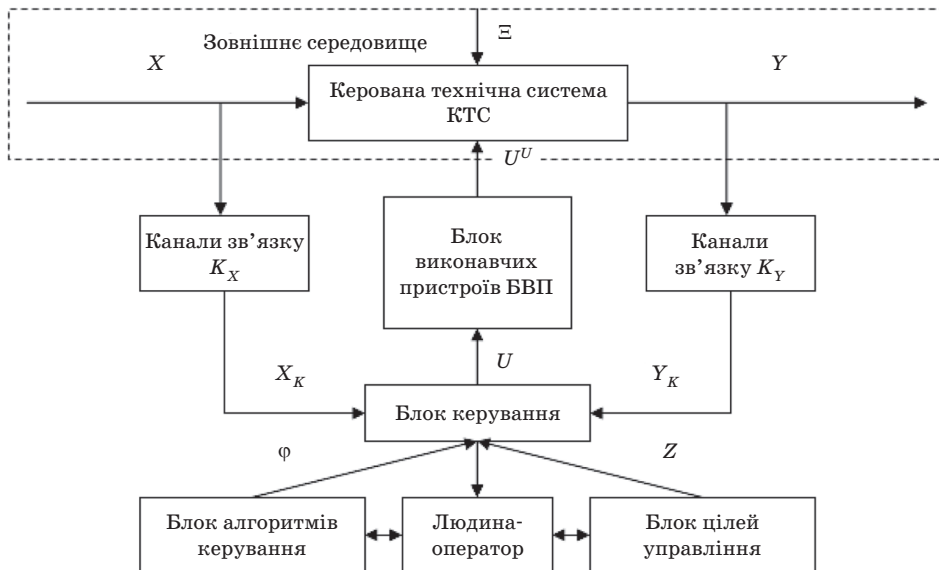 Ξ
Зовнішнє середовище
X
Y
Керована технічна система
КТС
U^U
Канали зв’язку
K_X
Блок
виконавчих
пристроїв БВП
Канали
зв’язку K_Y
U
X_K
Y_K
Блок керування
φ
Z
Блок алгоритмів
керування
Людина-
оператор
Блок цілей
управління